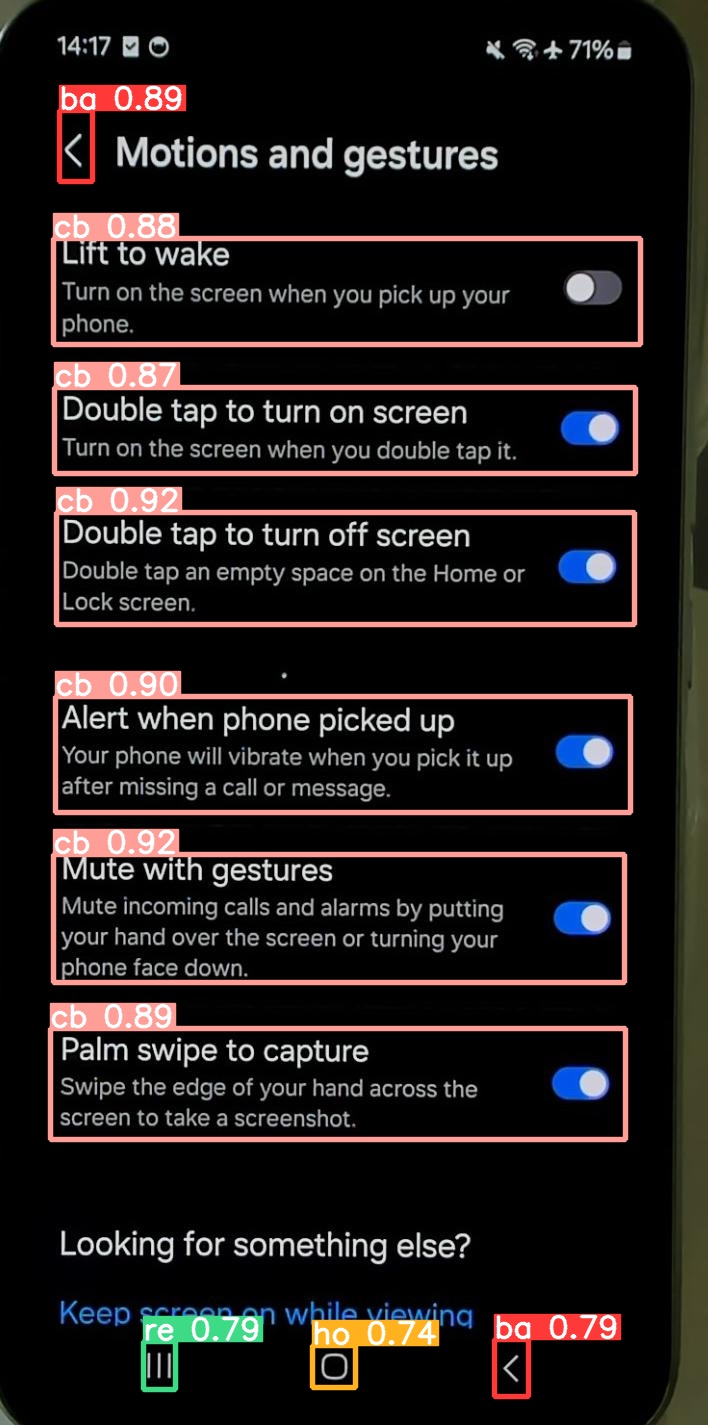 14:17 71%
ba 0.89
Motions and gestures
cb 0.88
Lift to wake
Turn on the screen when you pick up your
phone.
cb 0.87
Double tap to turn on screen
Turn on the screen when you double tap it.
cb 0.92
Double tap to turn off screen
Double tap an empty space on the Home or
Lock screen.
cb 0.90
Alert when phone picked up
Your phone will vibrate when you pick it up
after missing a call or message.
cb 0.92
Mute with gestures
Mute incoming calls and alarms by putting
your hand over the screen or turning your
phone face down.
cb 0.89
Palm swipe to capture
Swipe the edge of your hand across the
screen to take a screenshot.
Looking for something else?
Keep screen on while viewing
re 0.79 ho 0.74 ba 0.79